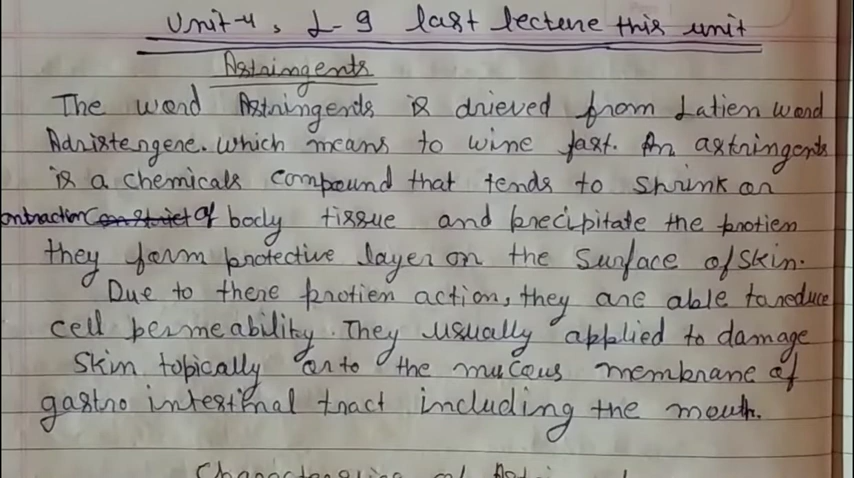 Unit-4, L-9 last lecture this unit
Astringents
The word Astringents is drieved from Latien word
Adristengene. which means to wine fast. An astringents
is a chemicals compound that tends to shrink or
ontraction of body tissue and precipitate the protien
they form protective layer on the surface of skin.
Due to there protien action, they are able to reduce
cell permeability. They usually applied to damage
skin topically or to the mucous membrane of
gastro intestinal tract including the mouth.